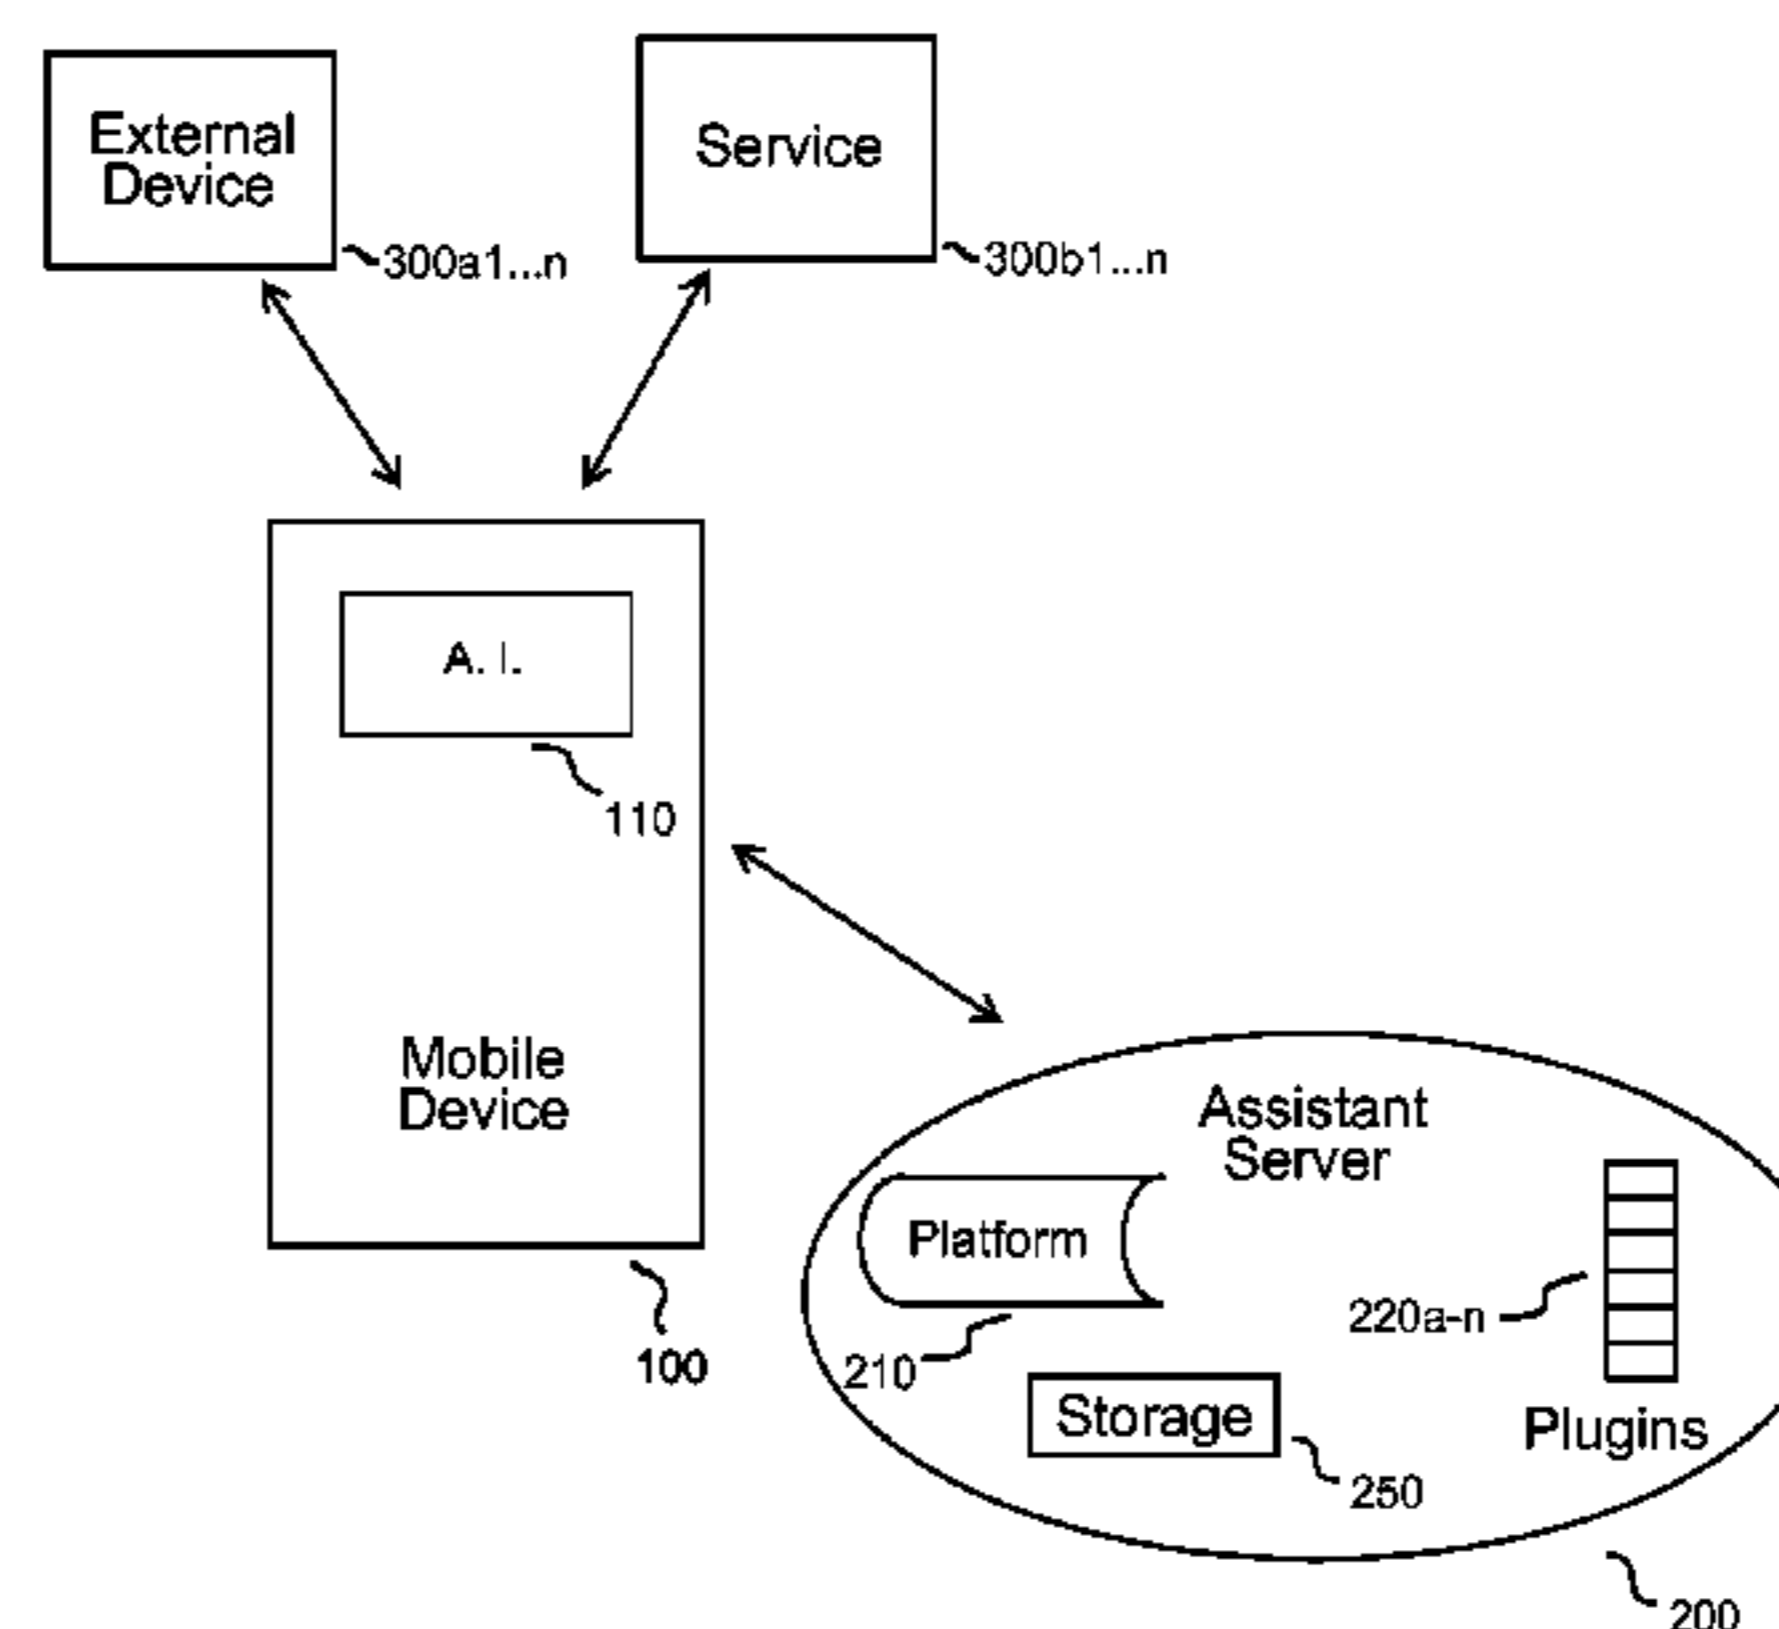 External
Device
300a1...n
Service
300b1...n
A. I.
110
Mobile
Device
100
Assistant
Server
Platform
210
220a-n
Storage
250
Plugins
200